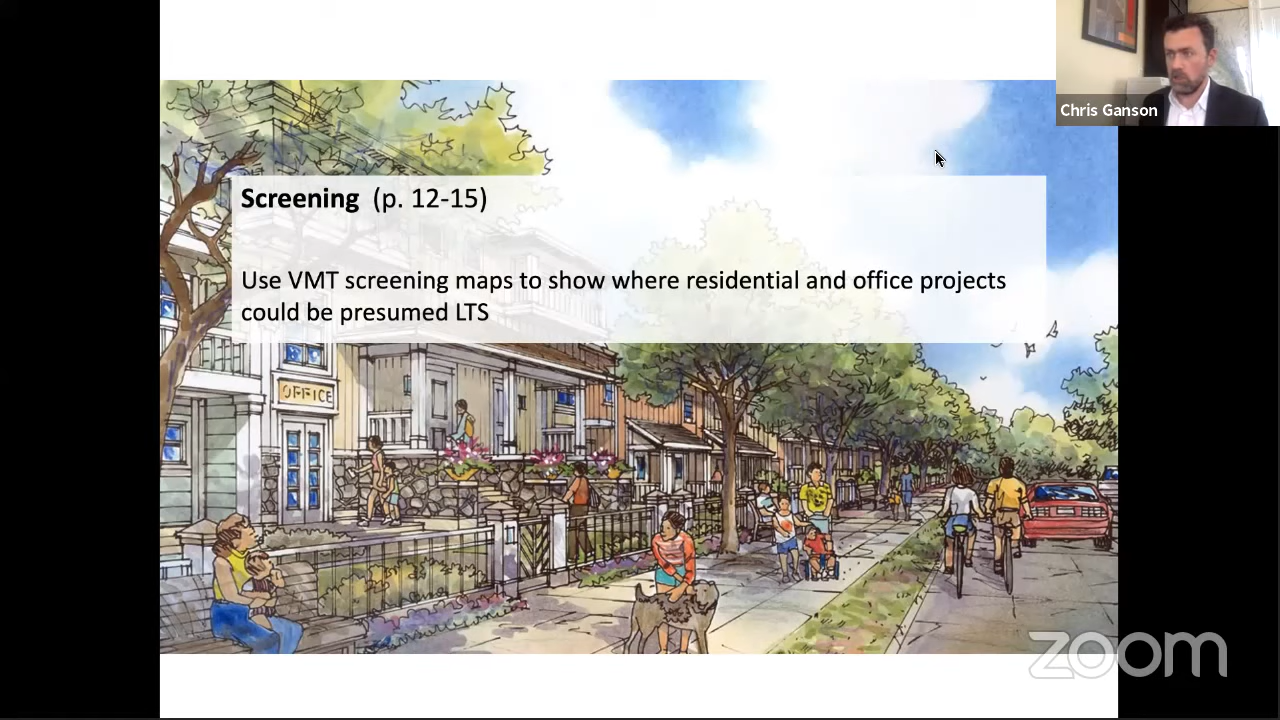 Chris Ganson
Screening (p. 12-15)
Use VMT screening maps to show where residential and office projects
could be presumed LTS
OFFICE
zoom